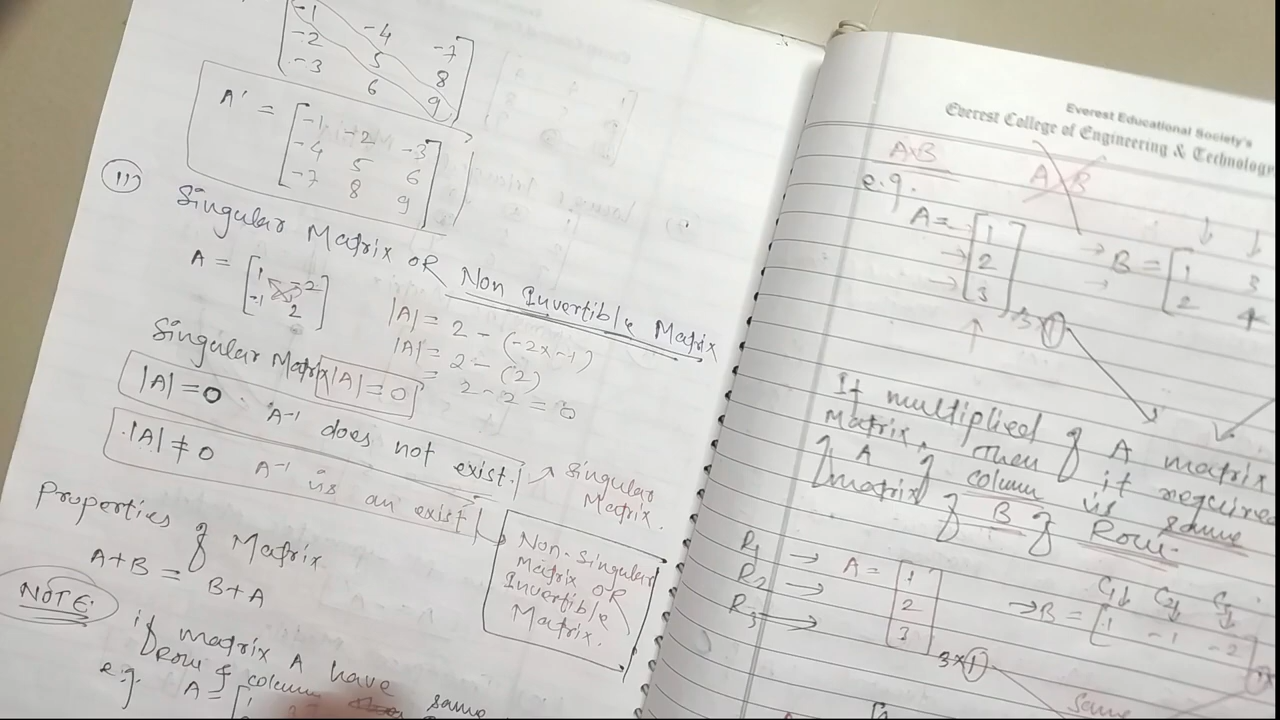 -1 -4 -7
-2 5 8
-3 6 9
A' = -1 -2 -3
-4 5 6
-7 8 9
11)
Singular Matrix OR Non Invertible Matrix
A = 1 -2
-1 2
|A| = 2 - (-2x-1)
|A| = 2 - (2)
= 2 - 2 = 0
Singular Matrix |A| = 0
|A| = 0. A⁻¹ does not exist. Singular Matrix.
|A| ≠ 0 A⁻¹ is an exist
Non-Singular
Matrix OR
Invertible
Matrix.
Properties of Matrix
A+B = B+A
NOTE:
if matrix A have same
Row & column
e.g. A =
Everest Educational Society's
Everest College of Engineering & Technology
A×B
A×B
e.g.
A = 1
2
3
3×1
B = 1 3
2 4
If multiplied of A matrix
Matrix, then it required
A of column is same
matrix of B of Row.
R1 → A = 1
R2 → 2
R3 → 3
3×1
C1 C2 C3
→B = 1 -1 -2
Same